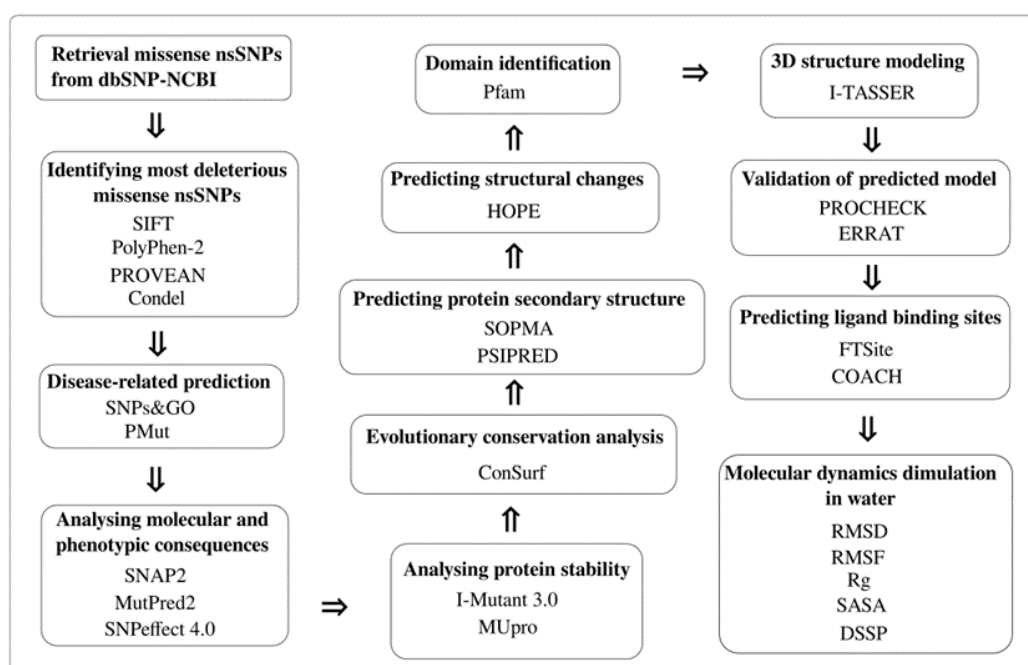 Retrieval missense nsSNPs
from dbSNP-NCBI
Identifying most deleterious
missense nsSNPs
SIFT
PolyPhen-2
PROVEAN
Condel
Disease-related prediction
SNPs&GO
PMut
Analysing molecular and
phenotypic consequences
SNAP2
MutPred2
SNPeffect 4.0
Analysing protein stability
I-Mutant 3.0
MUpro
Evolutionary conservation analysis
ConSurf
Predicting protein secondary structure
SOPMA
PSIPRED
Predicting structural changes
HOPE
Domain identification
Pfam
3D structure modeling
I-TASSER
Validation of predicted model
PROCHECK
ERRAT
Predicting ligand binding sites
FTSite
COACH
Molecular dynamics dimulation
in water
RMSD
RMSF
Rg
SASA
DSSP